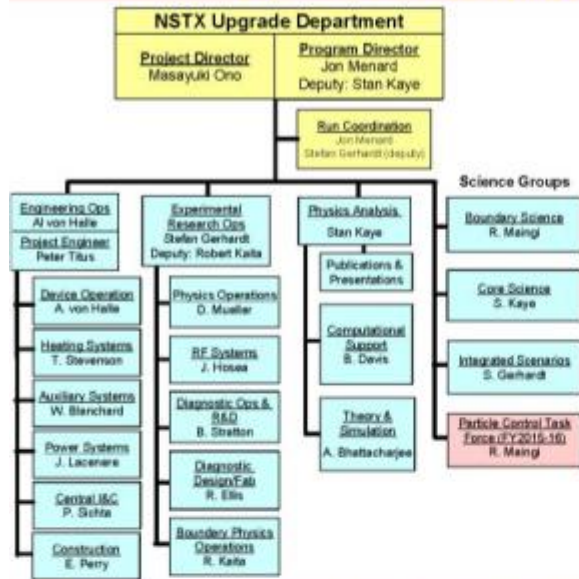 NSTX Upgrade Department
Project Director
Masayuki Ono
Program Director
Jon Menard
Deputy: Stan Kaye
Run Coordination
Jon Menard
Stefan Gerhardt (deputy)
Engineering Ops
Al von Halle
Project Engineer
Peter Titus
Device Operation
A. von Halle
Heating Systems
T. Stevenson
Auxiliary Systems
W. Blanchard
Power Systems
J. Lacenere
Central I&C
P. Sichta
Construction
E. Perry
Experimental
Research Ops
Stefan Gerhardt
Deputy: Robert Kaita
Physics Operations
D. Mueller
RF Systems
J. Hosea
Diagnostic Ops &
R&D
B. Stratton
Diagnostic
Design/Fab
R. Ellis
Boundary Physics
Operations
R. Kaita
Physics Analysis
Stan Kaye
Publications &
Presentations
Computational
Support
B. Davis
Theory &
Simulation
A. Bhattacharjee
Science Groups
Boundary Science
R. Maingi
Core Science
S. Kaye
Integrated Scenarios
S. Gerhardt
Particle Control Task
Force (FY2015-16)
R. Maingi